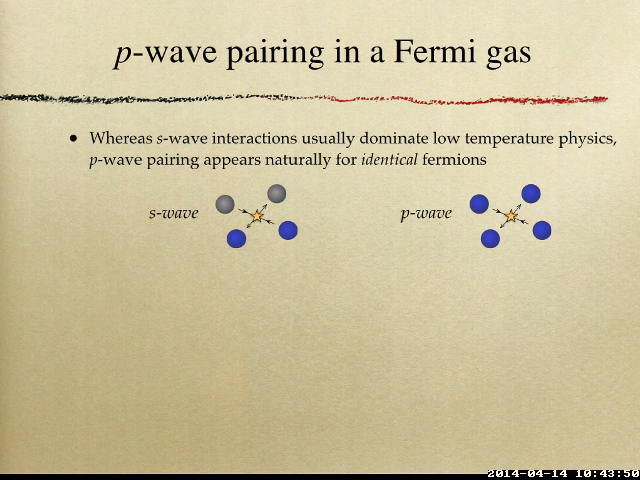 p-wave pairing in a Fermi gas
• Whereas s-wave interactions usually dominate low temperature physics,
p-wave pairing appears naturally for identical fermions
s-wave
p-wave
2014-04-14 10:43:50